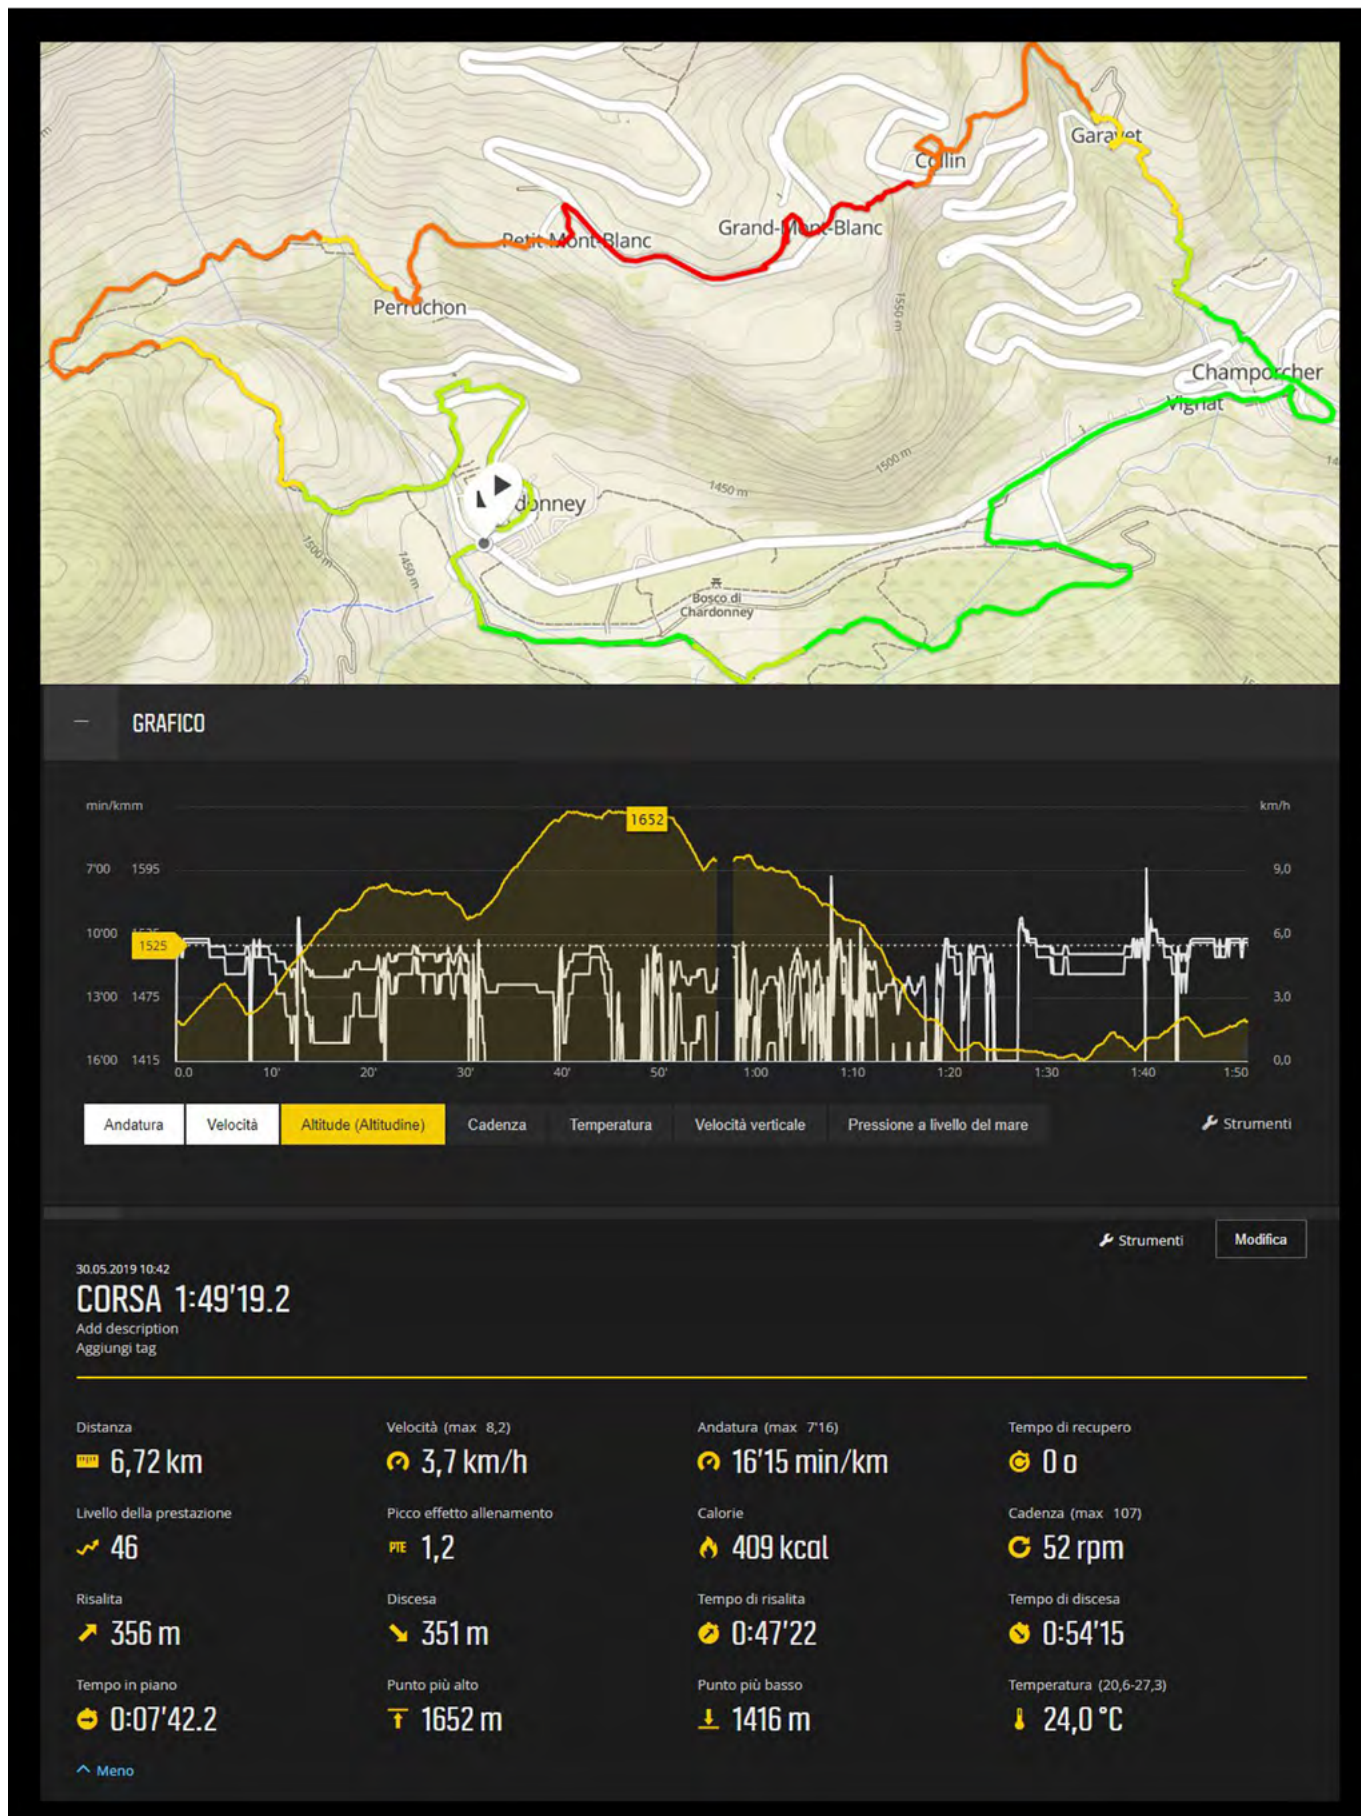 Garavet
Collin
Grand-Mont-Blanc
Petit Mont-Blanc
1550 m
Perruchon
Champorcher
Vignat
1500 m
1450 m
donney
1500 m
1450 m
Bosco di
Chardonney
GRAFICO
min/kmm km/h
1652
7'00 1595 9,0
10'00 6,0
1525
13'00 1475 3,0
16'00 1415 0,0
0.0 10' 20' 30' 40' 50' 1:00 1:10 1:20 1:30 1:40 1:50
Andatura Velocità Altitude (Altitudine) Cadenza Temperatura Velocità verticale Pressione a livello del mare Strumenti
Strumenti Modifica
30.05.2019 10:42
CORSA 1:49'19.2
Add description
Aggiungi tag
Distanza Velocità (max 8,2) Andatura (max 7'16) Tempo di recupero
6,72 km 3,7 km/h 16'15 min/km 0 o
Livello della prestazione Picco effetto allenamento Calorie Cadenza (max 107)
46 PTE 1,2 409 kcal 52 rpm
Risalita Discesa Tempo di risalita Tempo di discesa
356 m 351 m 0:47'22 0:54'15
Tempo in piano Punto più alto Punto più basso Temperatura (20,6-27,3)
0:07'42.2 1652 m 1416 m 24,0 °C
Meno